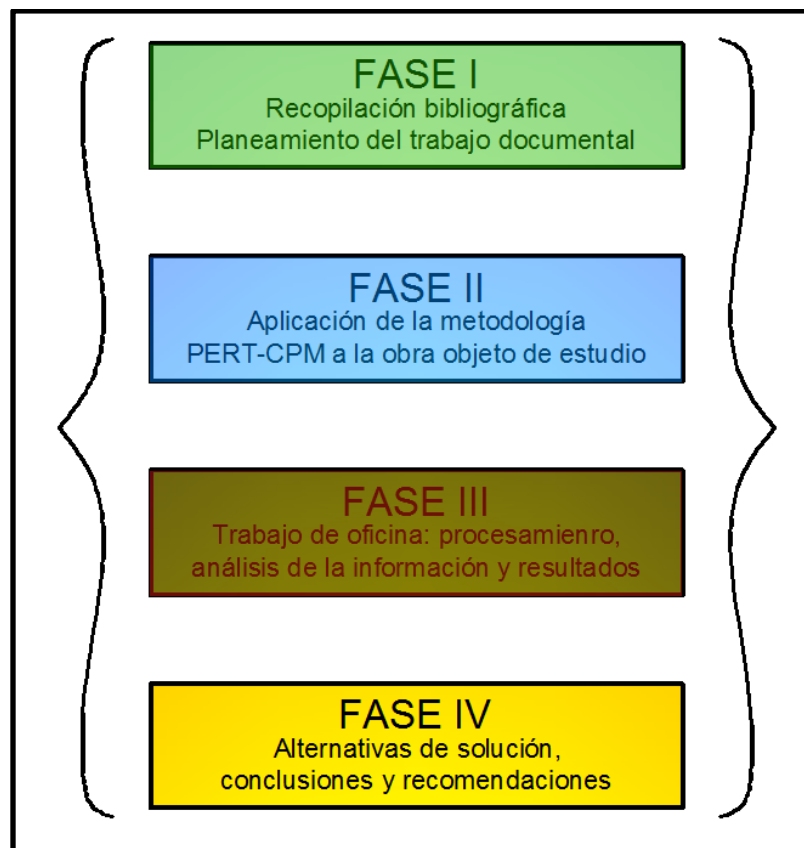 FASE I
Recopilación bibliográfica
Planeamiento del trabajo documental
FASE II
Aplicación de la metodología
PERT-CPM a la obra objeto de estudio
FASE III
Trabajo de oficina: procesamienro,
análisis de la información y resultados
FASE IV
Alternativas de solución,
conclusiones y recomendaciones